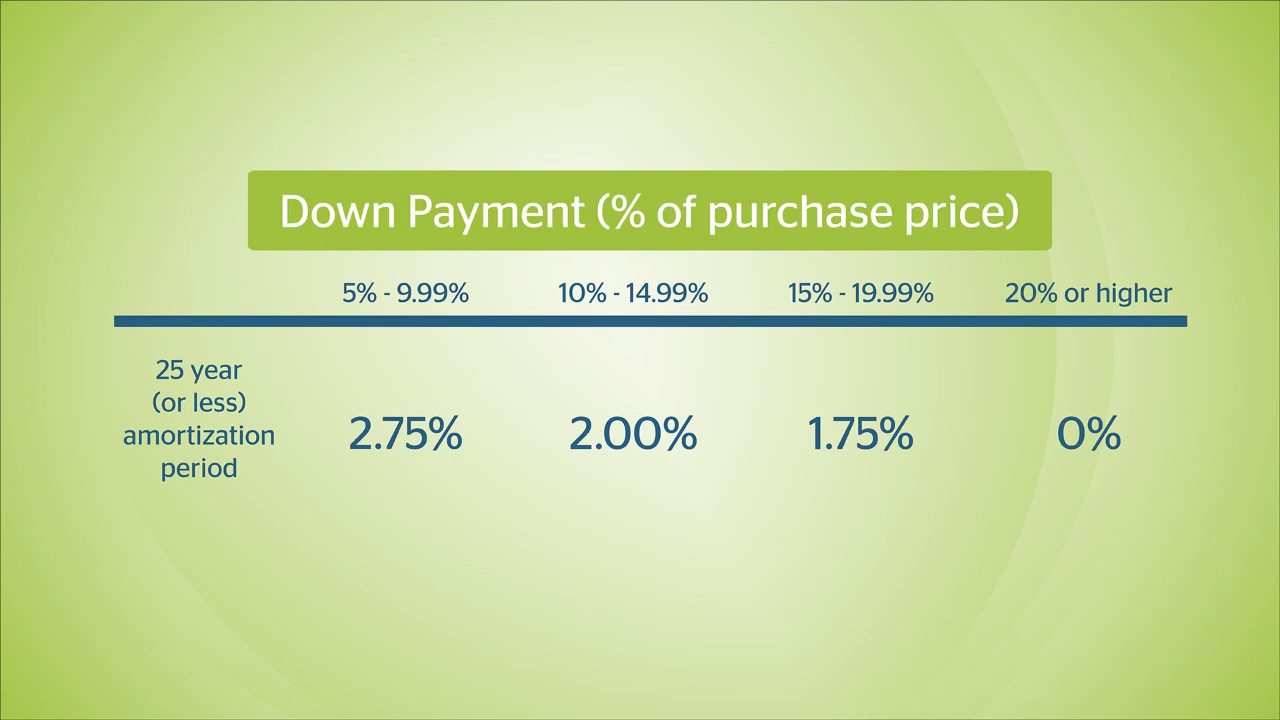 Down Payment (% of purchase price)
5% - 9.99% 10% - 14.99% 15% - 19.99% 20% or higher
25 year
(or less)
amortization
period
2.75% 2.00% 1.75% 0%